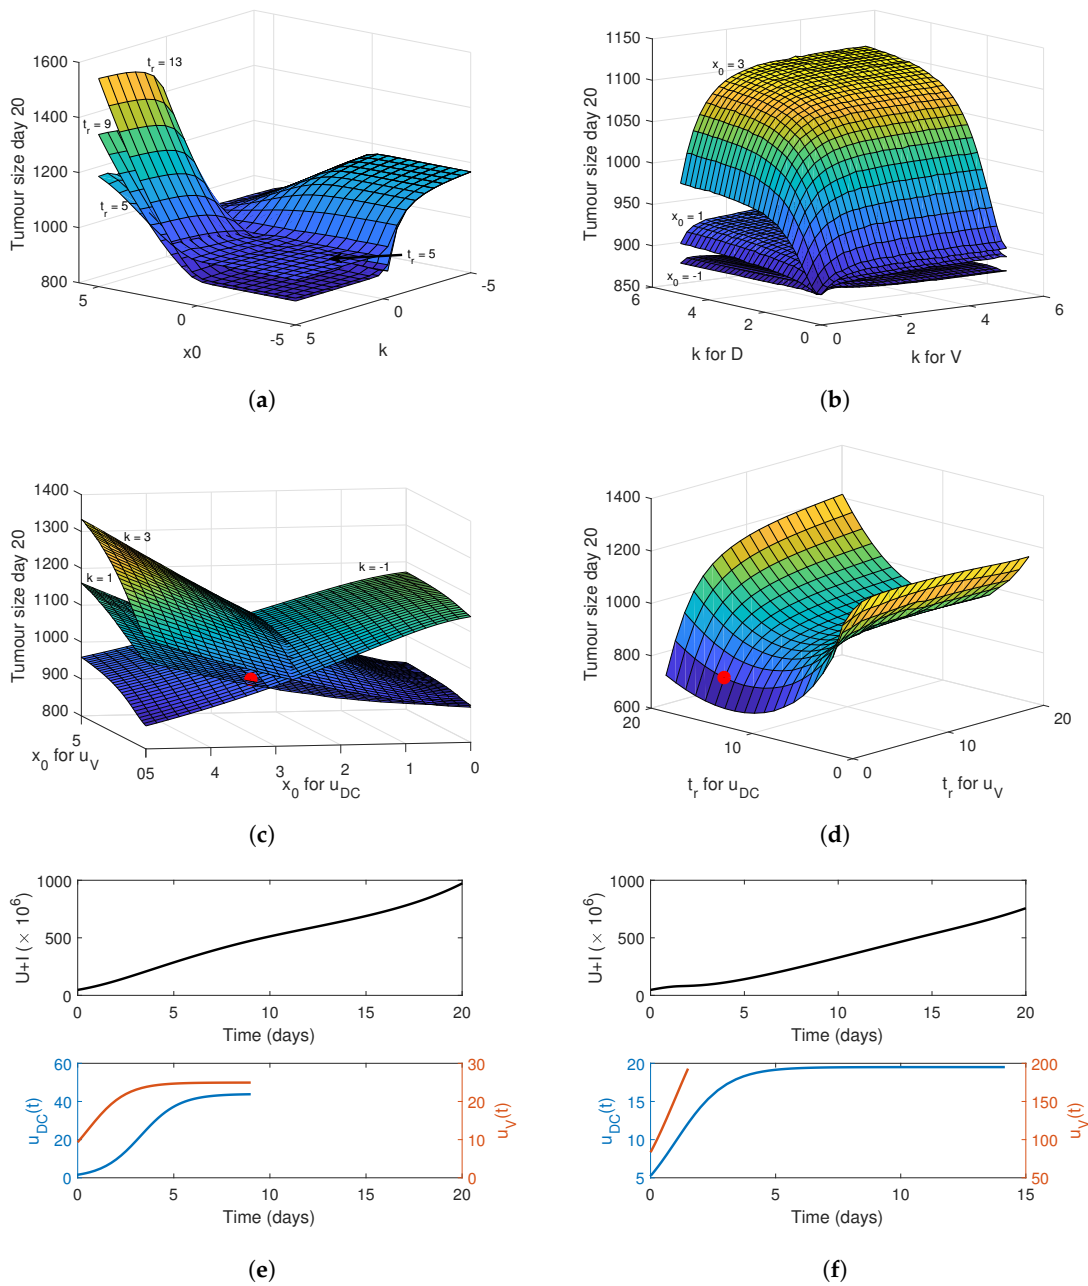 1600
1400
1200
1000
800
Tumour size day 20
t_r = 13
t_r = 9
t_r = 5
t_r = 5
5
0
-5
x0
5
0
-5
k
(a)
1150
1100
1050
1000
950
900
850
Tumour size day 20
x_0 = 3
x_0 = 1
x_0 = -1
6
4
2
0
k for D
0
2
4
6
k for V
(b)
1400
1300
1200
1100
1000
900
800
Tumour size day 20
k = 3
k = 1
k = -1
5
0
x_0 for u_V
5
4
3
2
1
0
x_0 for u_DC
(c)
1400
1200
1000
800
600
Tumour size day 20
20
10
0
t_r for u_DC
0
10
20
t_r for u_V
(d)
1000
500
0
U+I (× 10^6)
0 5 10 15 20
Time (days)
60
40
20
0
u_DC(t)
30
20
10
0
u_V(t)
0 5 10 15 20
Time (days)
(e)
1000
500
0
U+I (× 10^6)
0 5 10 15 20
Time (days)
20
15
10
5
u_DC(t)
200
150
100
50
u_V(t)
0 5 10 15
Time (days)
(f)